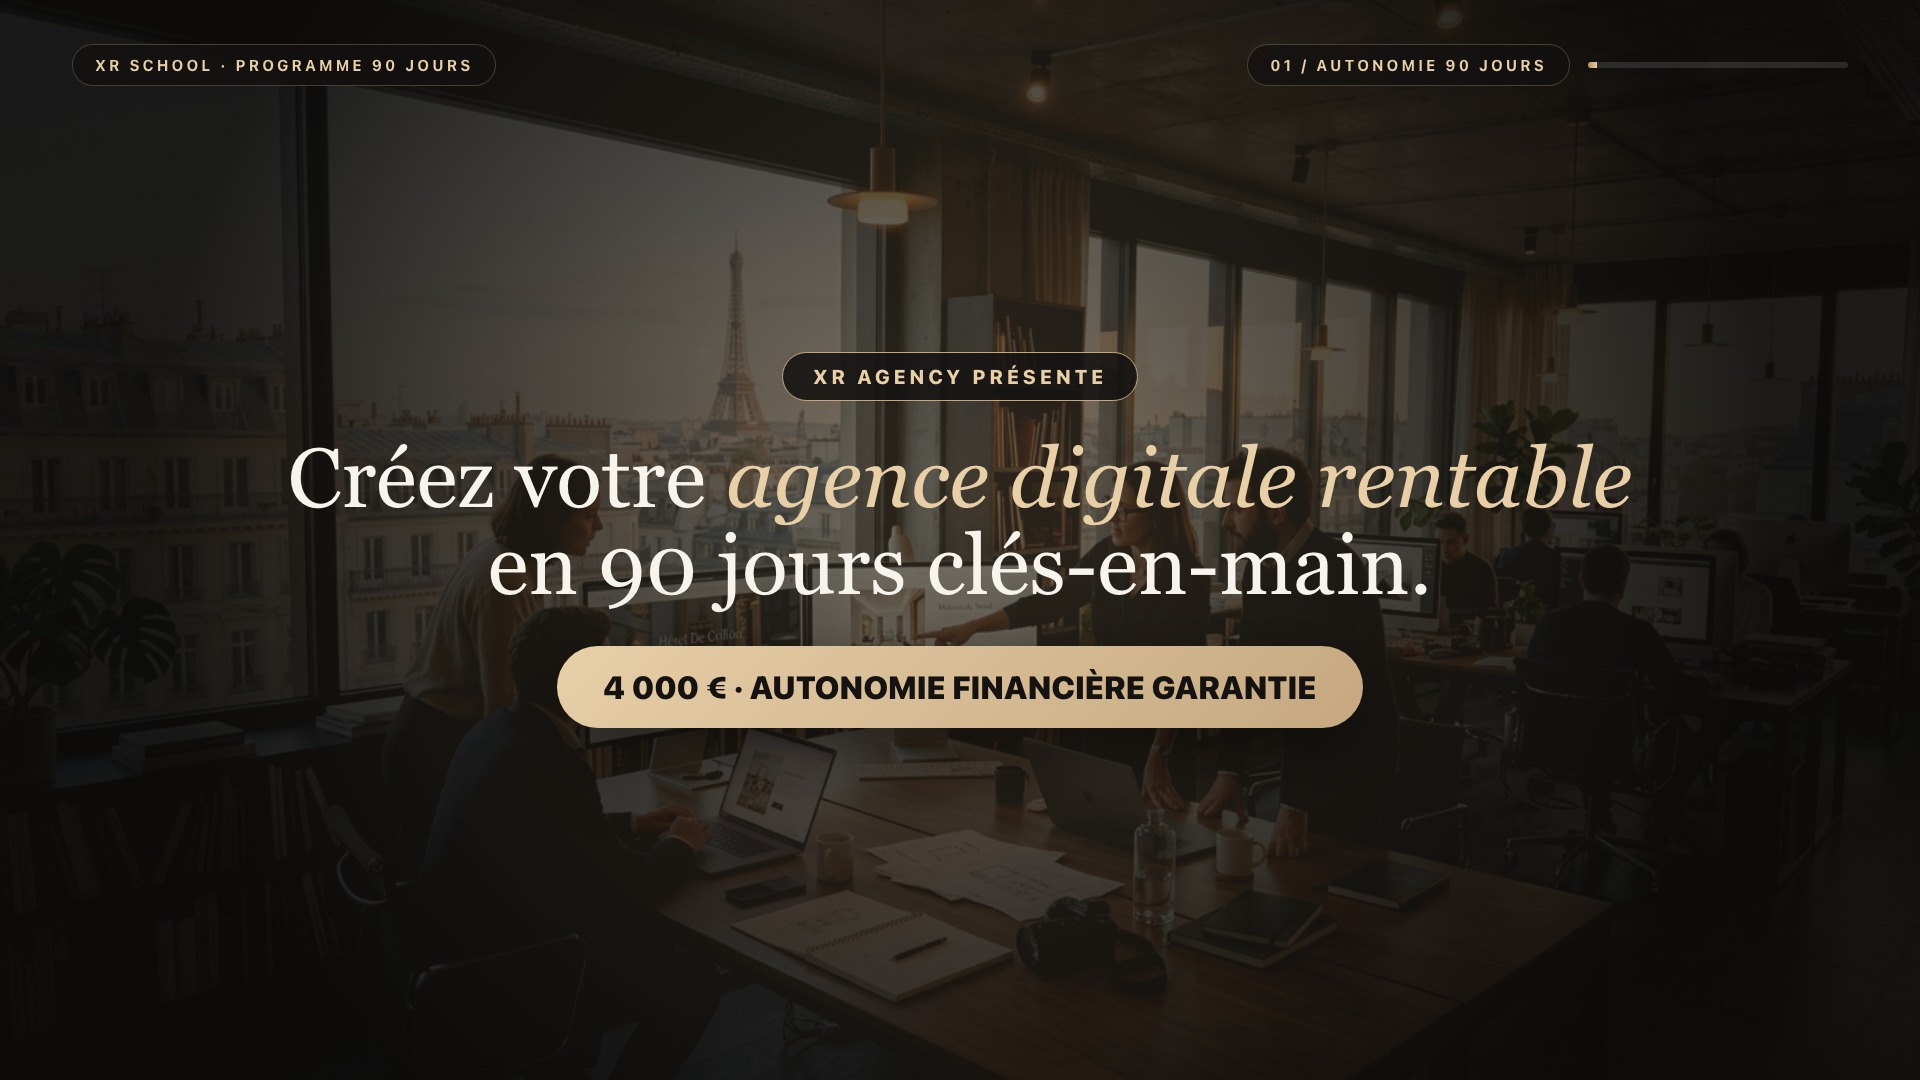 XR SCHOOL · PROGRAMME 90 JOURS
01 / AUTONOMIE 90 JOURS
XR AGENCY PRÉSENTE
Créez votre agence digitale rentable
en 90 jours clés-en-main.
4 000 € · AUTONOMIE FINANCIÈRE GARANTIE